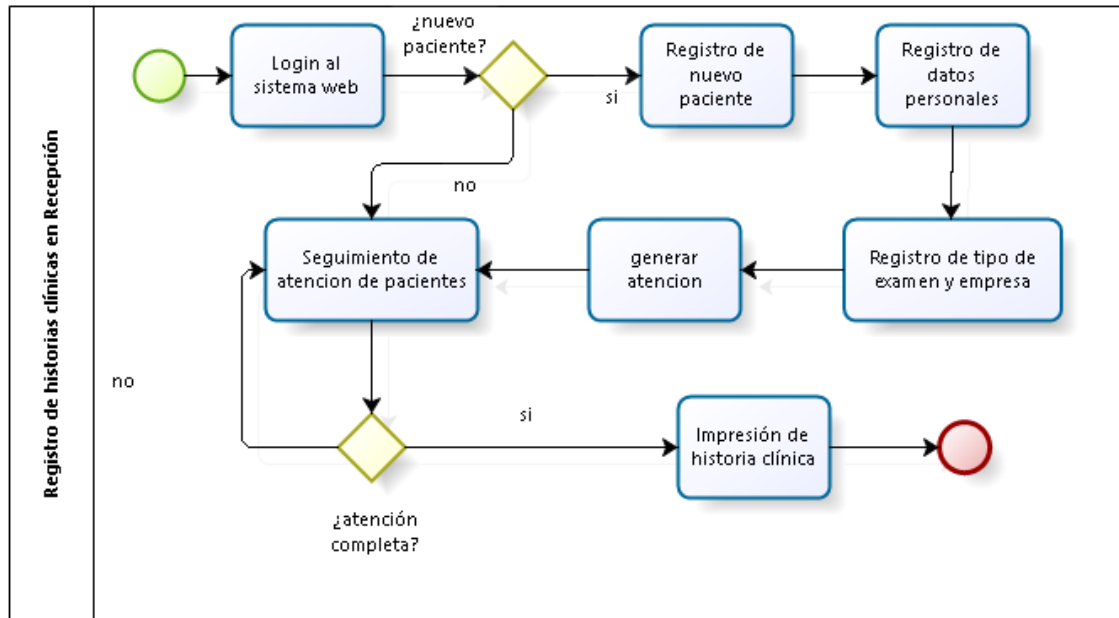 Registro de historias clínicas en Recepción
Login al
sistema web
¿nuevo
paciente?
si
Registro de
nuevo
paciente
Registro de
datos
personales
no
Seguimiento de
atencion de pacientes
generar
atencion
Registro de tipo de
examen y empresa
no
si
Impresión de
historia clínica
¿atención
completa?